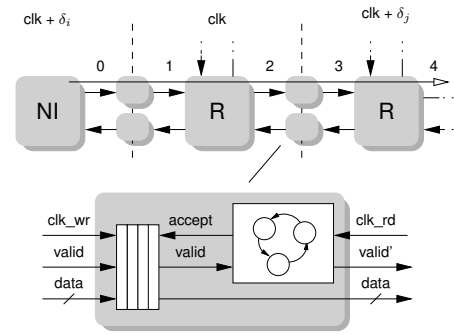 clk + δi clk clk + δj
0 1 2 3 4
NI R R
clk_wr accept clk_rd
valid valid valid'
data data